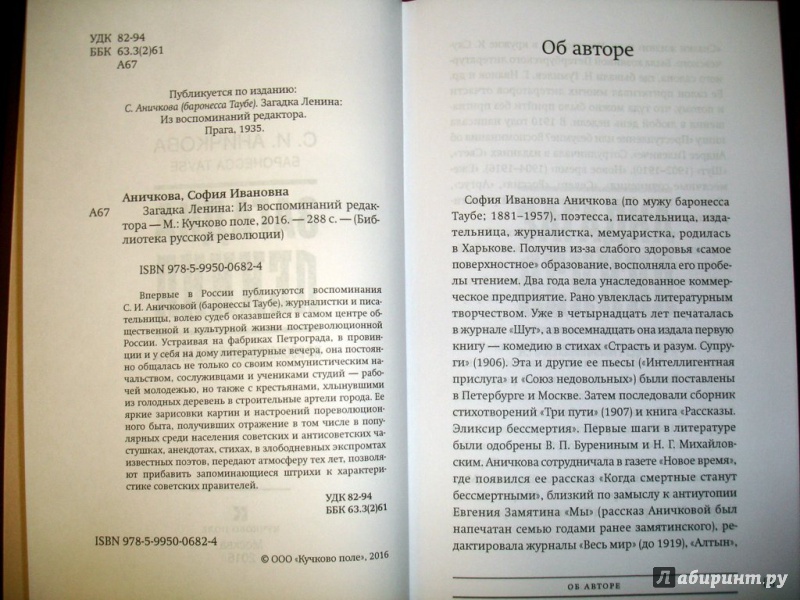 УДК 82-94
ББК 63.3(2)61
А67
Публикуется по изданию:
С. Аничкова (баронесса Таубе). Загадка Ленина:
Из воспоминаний редактора.
Прага, 1935.
Аничкова, София Ивановна
А67 Загадка Ленина: Из воспоминаний редак-
тора — М.: Кучково поле, 2016. — 288 с. — (Биб-
лиотека русской революции)
ISBN 978-5-9950-0682-4
Впервые в России публикуются воспоминания
С. И. Аничковой (баронессы Таубе), журналистки и писа-
тельницы, волею судеб оказавшейся в самом центре об-
щественной и культурной жизни постреволюционной
России. Устраивая на фабриках Петрограда, в провин-
ции и у себя на дому литературные вечера, она постоян-
но общалась не только со своим коммунистическим на-
чальством, сослуживцами и учениками студий — рабо-
чей молодежью, но также с крестьянами, хлынувшими
из голодных деревень в строительные артели города. Ее
яркие зарисовки картин и настроений пореволюционно-
го быта, получивших отражение в том числе в попу-
лярных среди населения советских и антисоветских час-
тушках, анекдотах, стихах, в злободневных экспромтах
известных поэтов, передают атмосферу тех лет, позволя-
ют прибавить запоминающиеся штрихи к характери-
стике советских правителей.
УДК 82-94
ББК 63.3(2)61
ISBN 978-5-9950-0682-4
© ООО «Кучково поле», 2016
Об авторе
София Ивановна Аничкова (по мужу баронесса
Таубе; 1881–1957), поэтесса, писательница, изда-
тельница, журналистка, мемуаристка, родилась
в Харькове. Получив из-за слабого здоровья “самое
поверхностное” образование, восполняла его пробе-
лы чтением. Два года вела унаследованное коммер-
ческое предприятие. Рано увлеклась литературным
творчеством. Уже в четырнадцать лет печаталась
в журнале «Шут», а в восемнадцать она издала первую
книгу — комедию в стихах «Страсть и разум. Супру-
ги» (1906). Эта и другие ее пьесы («Интеллигентная
прислуга» и «Союз недовольных») были поставлены
в Петербурге и Москве. Затем последовали сборник
стихотворений «Три пути» (1907) и книга «Рассказы.
Эликсир бессмертия». Первые шаги в литературе
были одобрены В. П. Бурениным и Н. Г. Михайлов-
ским. Аничкова сотрудничала в газете «Новое время»,
где появился ее рассказ «Когда смертные станут
бессмертными», близкий по замыслу к антиутопии
Евгения Замятина «Мы» (рассказ Аничковой был
напечатан семью годами ранее замятинского), ре-
дактировала журналы «Весь мир» (до 1919), «Алтын»,
ОБ АВТОРЕ
Лабиринт.ру